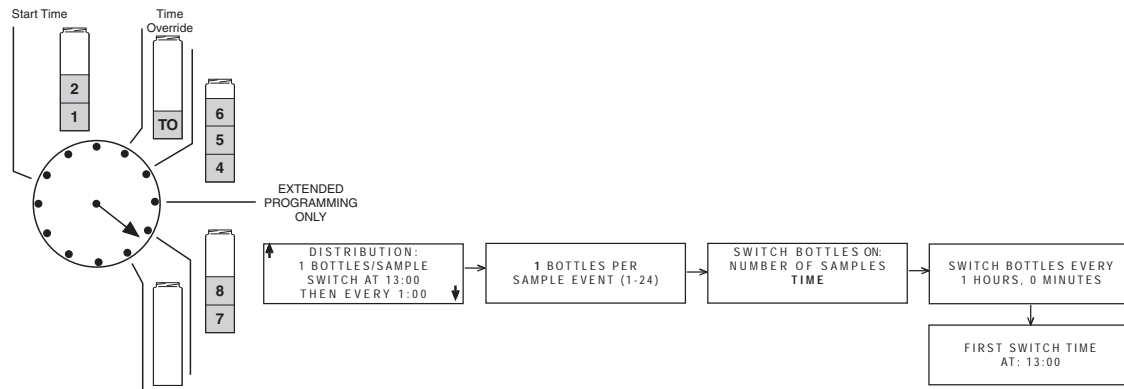 Start Time
Time
Override
2
1
TO
6
5
4
EXTENDED
PROGRAMMING
ONLY
8
7
DISTRIBUTION:
1 BOTTLES/SAMPLE
SWITCH AT 13:00
THEN EVERY 1:00
1 BOTTLES PER
SAMPLE EVENT (1-24)
SWITCH BOTTLES ON:
NUMBER OF SAMPLES
TIME
SWITCH BOTTLES EVERY
1 HOURS, 0 MINUTES
FIRST SWITCH TIME
AT: 13:00